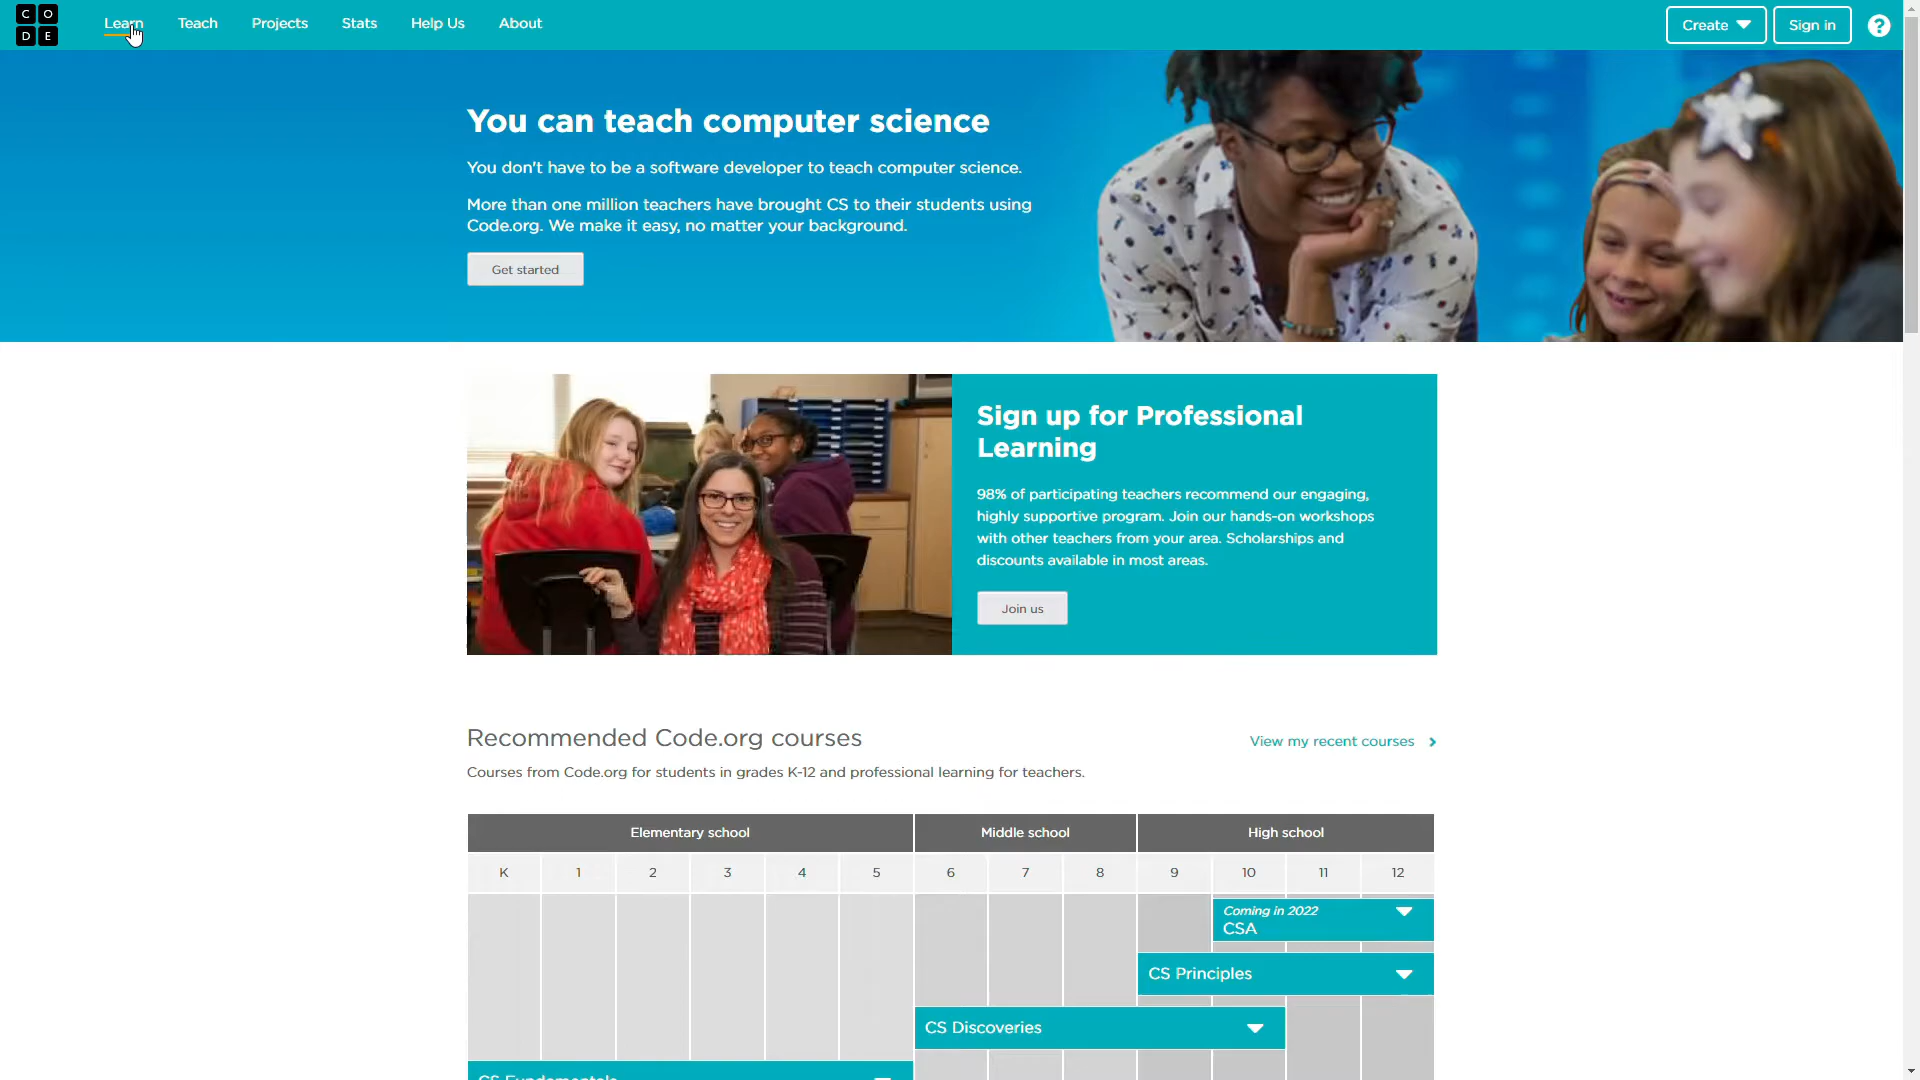 CODE
Learn Teach Projects Stats Help Us About
Create Sign in ?
You can teach computer science
You don't have to be a software developer to teach computer science.
More than one million teachers have brought CS to their students using
Code.org. We make it easy, no matter your background.
Get started
Sign up for Professional
Learning
98% of participating teachers recommend our engaging,
highly supportive program. Join our hands-on workshops
with other teachers from your area. Scholarships and
discounts available in most areas.
Join us
Recommended Code.org courses
View my recent courses
Courses from Code.org for students in grades K-12 and professional learning for teachers.
Elementary school Middle school High school
K 1 2 3 4 5 6 7 8 9 10 11 12
Coming in 2022
CSA
CS Principles
CS Discoveries
CS Fundamentals